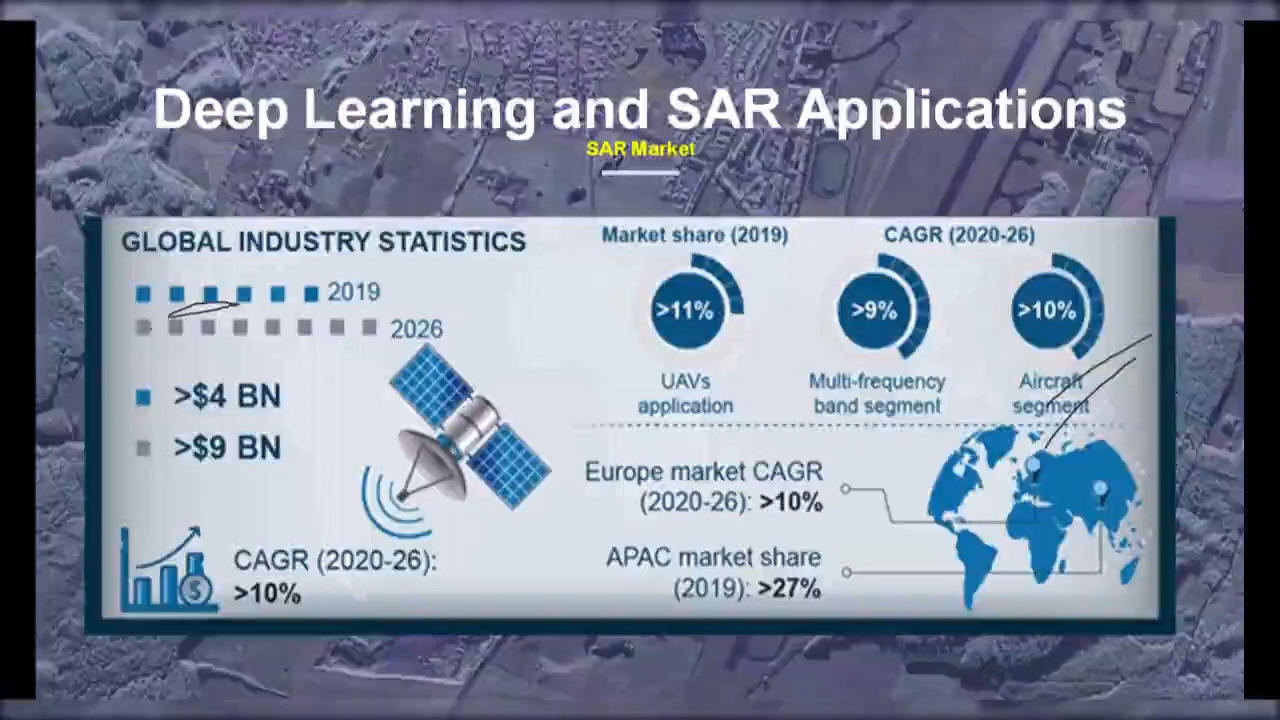 Deep Learning and SAR Applications
SAR Market
GLOBAL INDUSTRY STATISTICS
2019
2026
>$4 BN
>$9 BN
CAGR (2020-26):
>10%
$
Market share (2019)
CAGR (2020-26)
>11%
>9%
>10%
UAVs
application
Multi-frequency
band segment
Aircraft
segment
Europe market CAGR
(2020-26): >10%
APAC market share
(2019): >27%